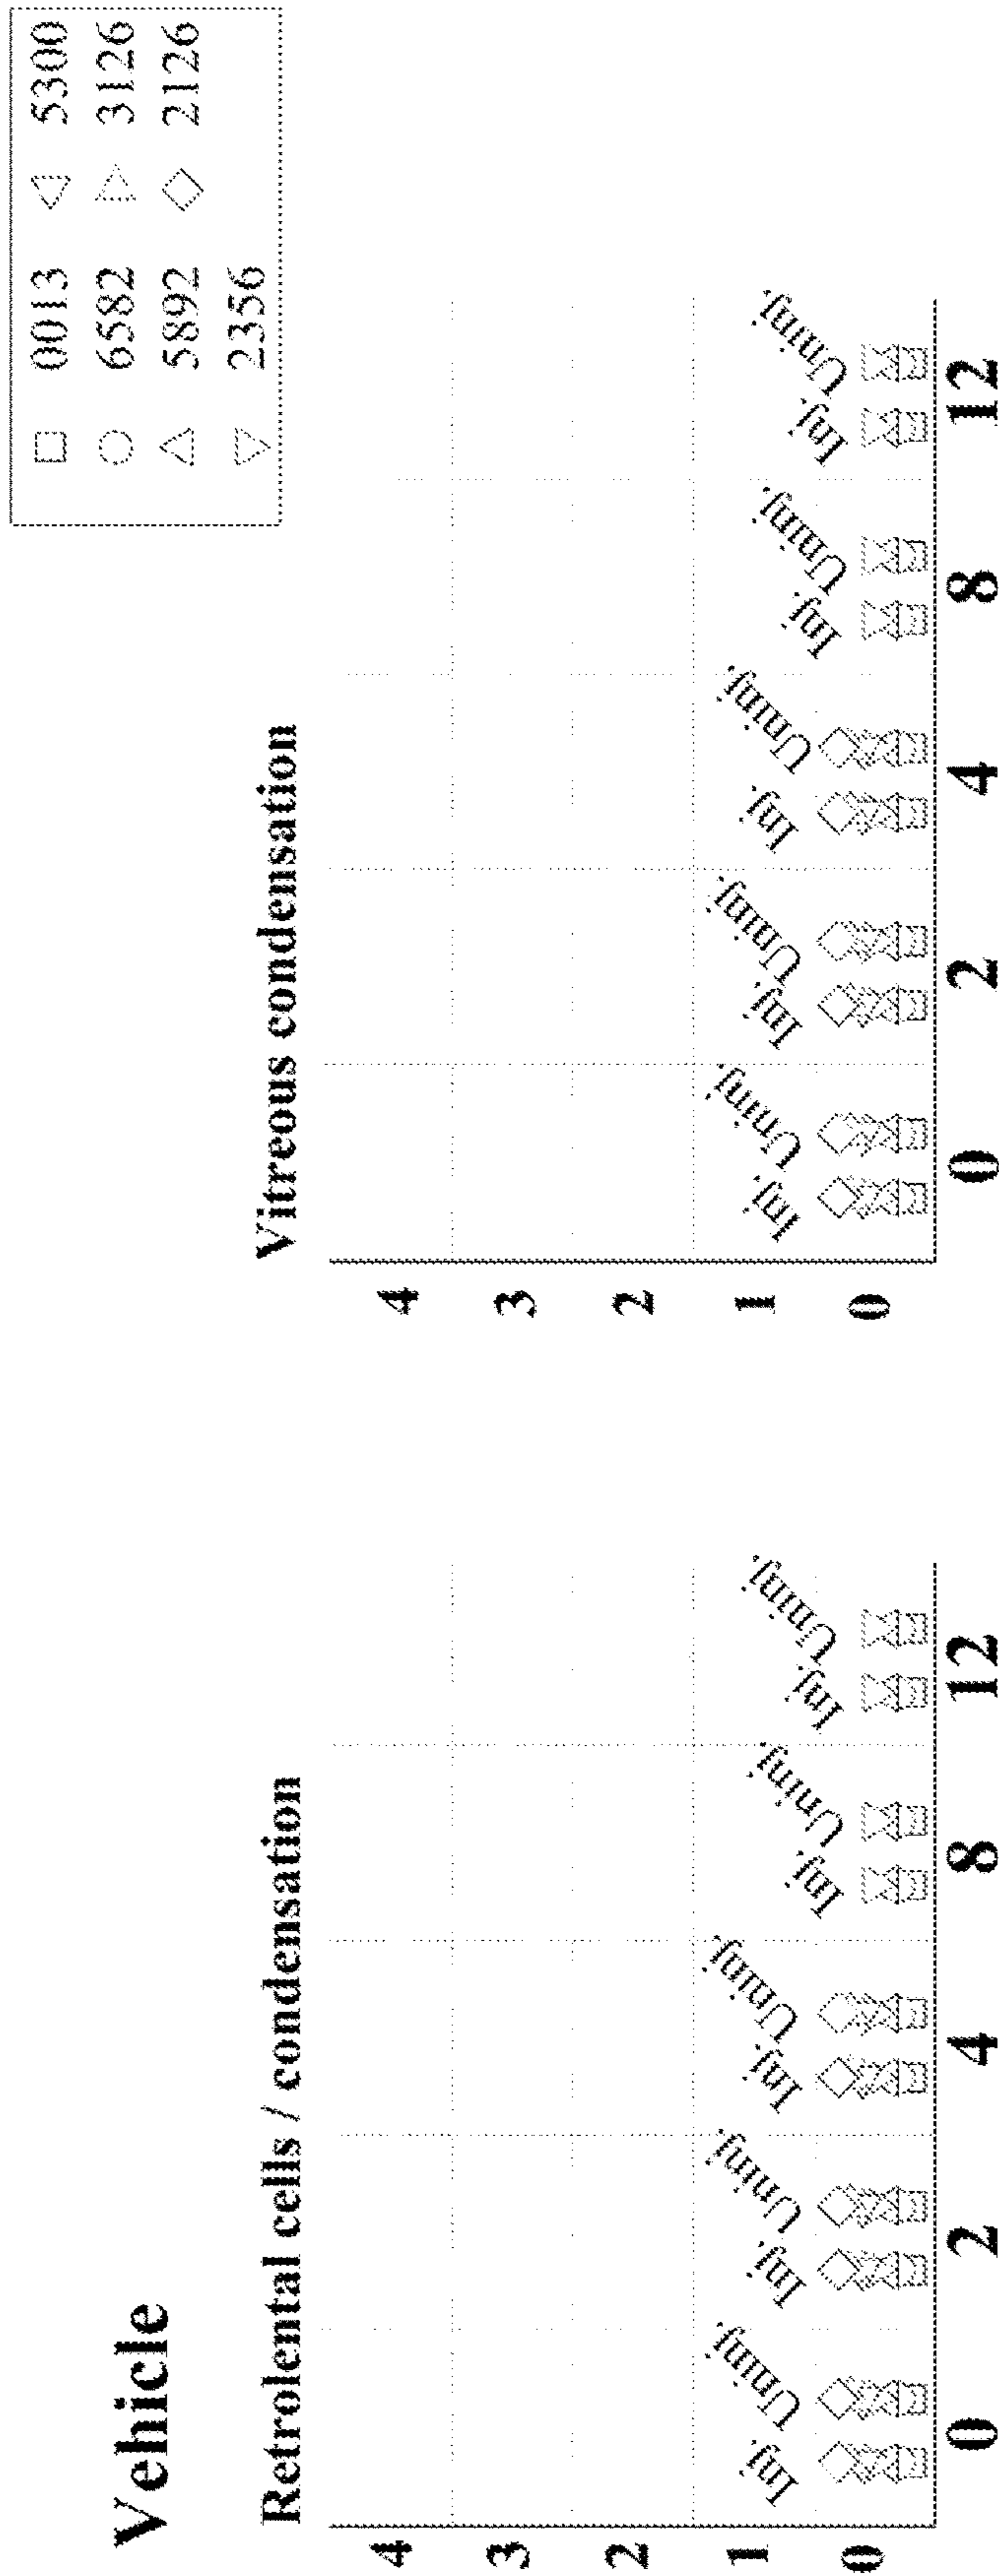 Vehicle
0013 5300
6582 3126
5892 2126
2356
Retrolental cells / condensation
4
3
2
1
0
Inj. Uninj. Inj. Uninj. Inj. Uninj. Inj. Uninj. Inj. Uninj.
0 2 4 8 12
Vitreous condensation
4
3
2
1
0
Inj. Uninj. Inj. Uninj. Inj. Uninj. Inj. Uninj. Inj. Uninj.
0 2 4 8 12